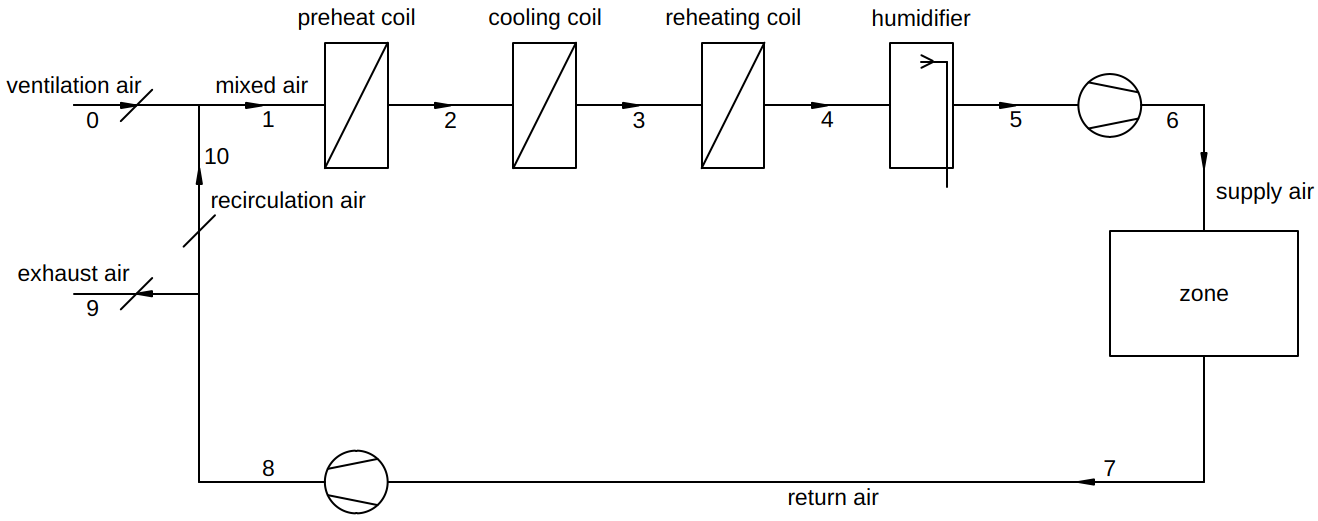 preheat coil
cooling coil
reheating coil
humidifier
ventilation air
mixed air
0
1
2
3
4
5
6
10
recirculation air
supply air
exhaust air
9
zone
8
7
return air